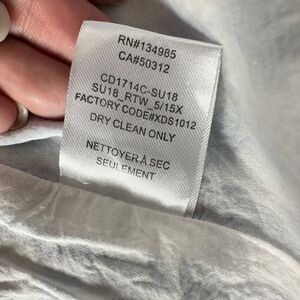 RN#134985
CA#50312
CD1714C-SU18
SU18_RTW_5/15X
FACTORY CODE#XDS1012
DRY CLEAN ONLY
NETTOYER À SEC
SEULEMENT